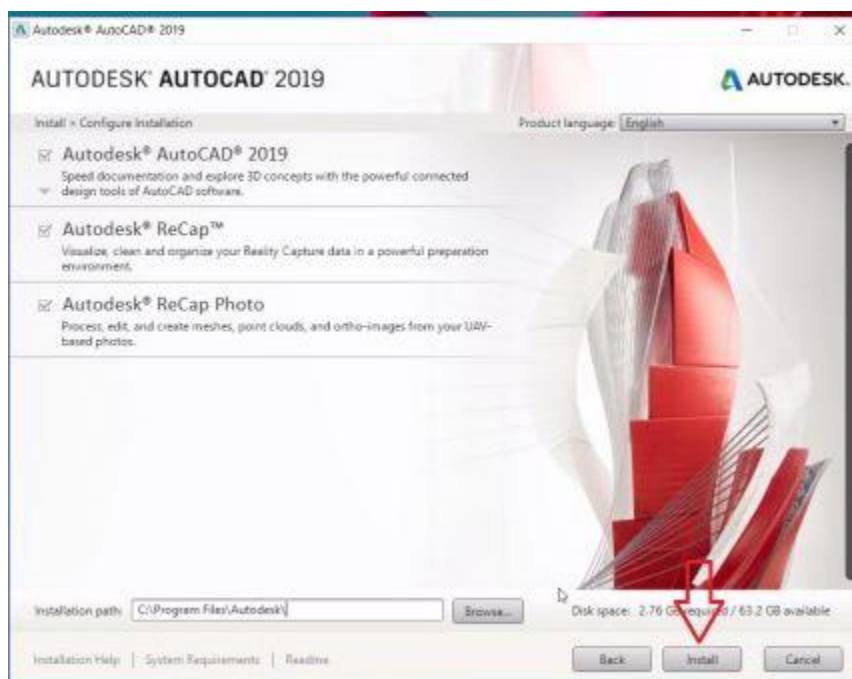 Autodesk® AutoCAD® 2019
AUTODESK® AUTOCAD® 2019
AUTODESK.
Install > Configure Installation
Product language: English
Autodesk® AutoCAD® 2019
Speed documentation and explore 3D concepts with the powerful connected
design tools of AutoCAD software.
Autodesk® ReCap™
Visualize, clean and organize your Reality Capture data in a powerful preparation
environment.
Autodesk® ReCap Photo
Process, edit, and create meshes, point clouds, and ortho-images from your UAV-
based photos.
Installation path: C:\Program Files\Autodesk\
Browse...
Disk space: 2.76 GB required / 63.2 GB available
Installation Help | System Requirements | Readme
Back
Install
Cancel